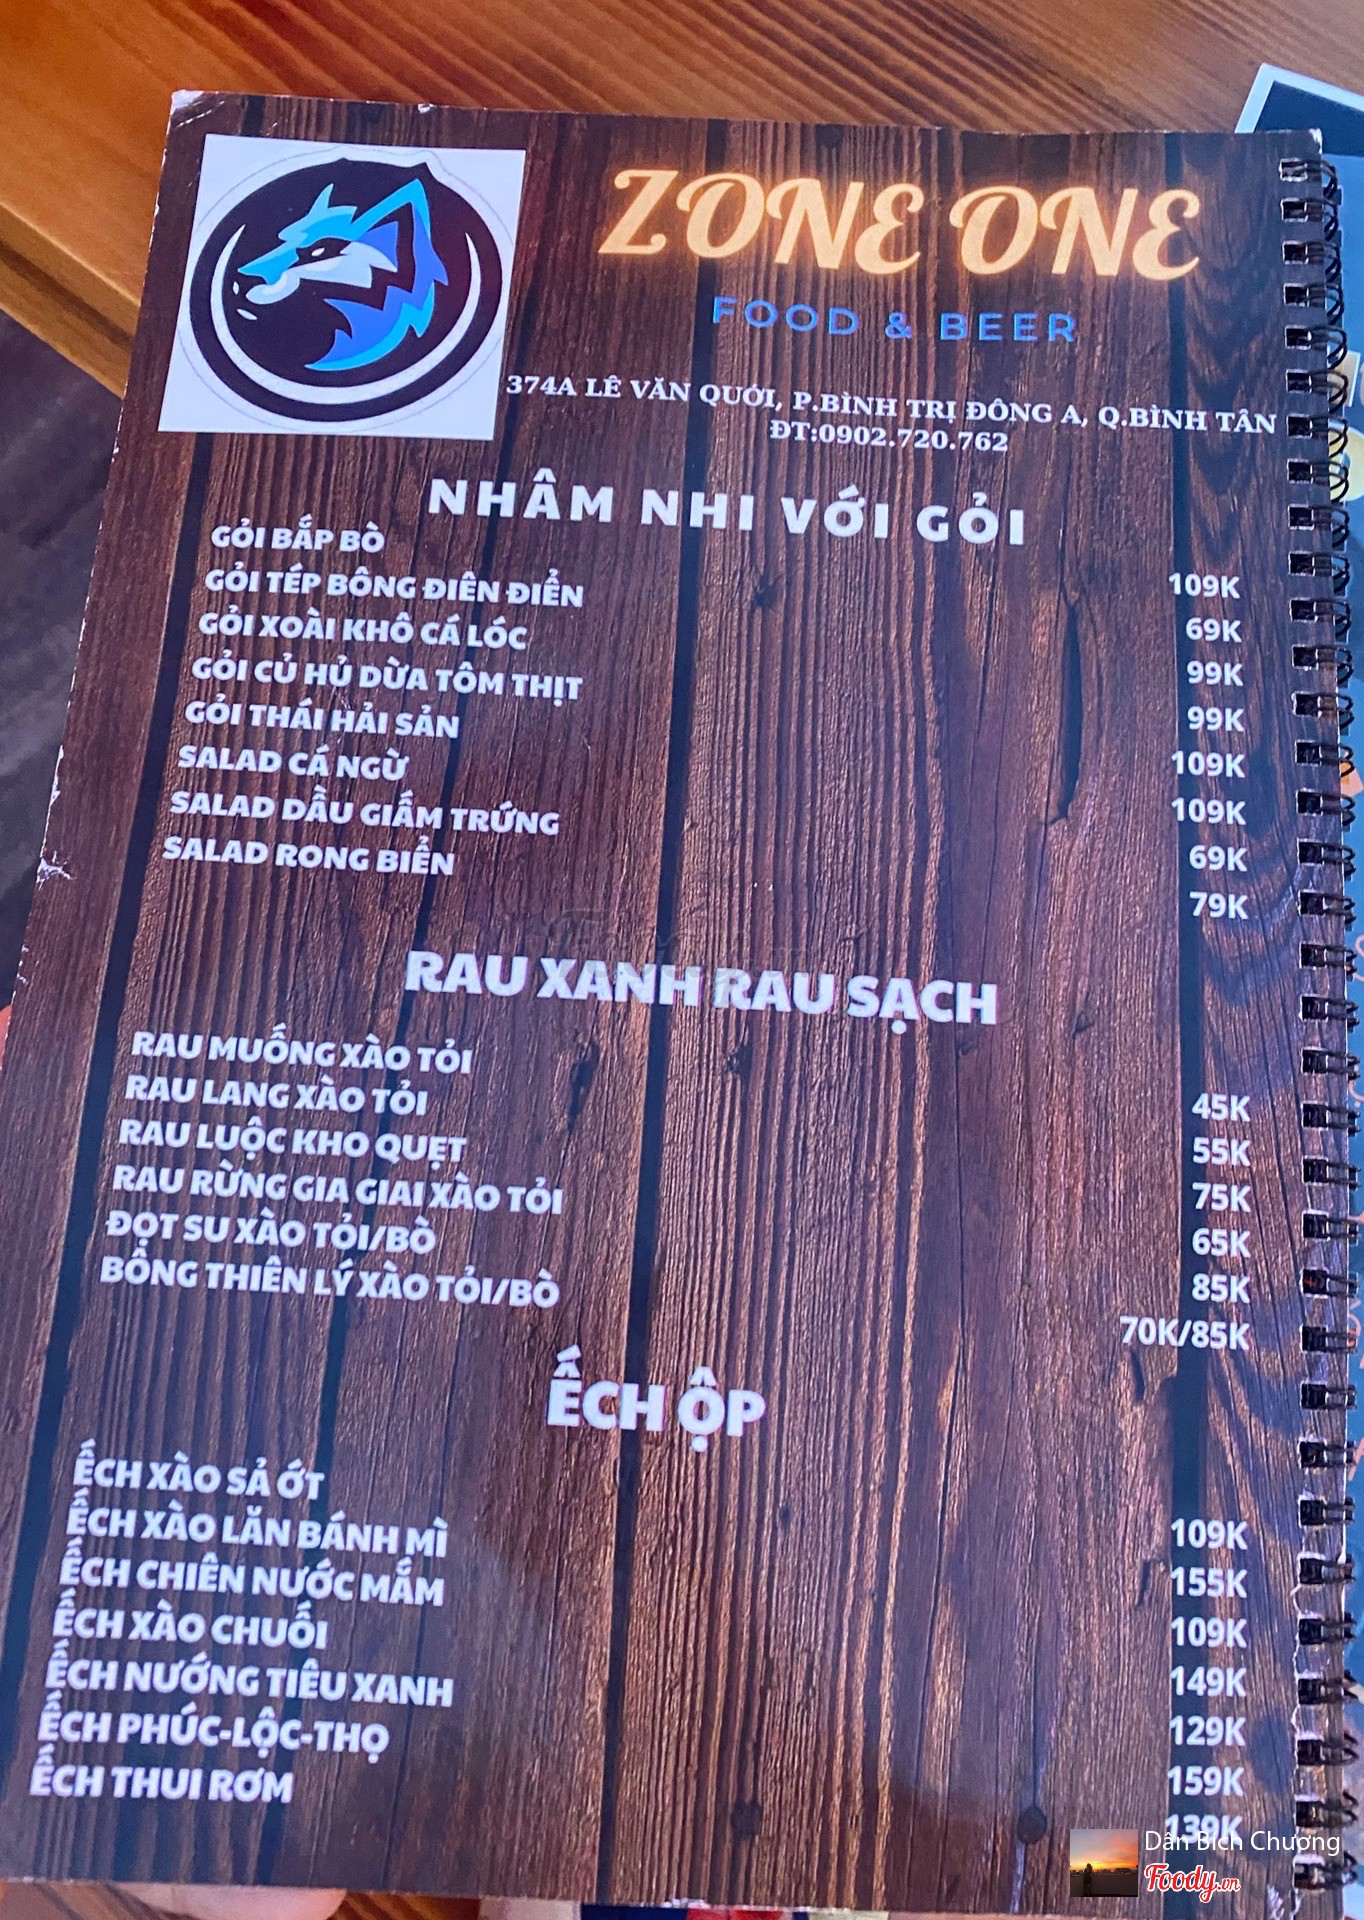 ZONE ONE
FOOD & BEER
374A LÊ VĂN QUỚI, P.BÌNH TRỊ ĐÔNG A, Q.BÌNH TÂN
ĐT:0902.720.762
NHÂM NHI VỚI GỎI
GỎI BẮP BÒ 109K
GỎI TÉP BÔNG ĐIÊN ĐIỂN 69K
GỎI XOÀI KHÔ CÁ LÓC 99K
GỎI CỦ HỦ DỪA TÔM THỊT 99K
GỎI THÁI HẢI SẢN 109K
SALAD CÁ NGỪ 109K
SALAD DẦU GIẤM TRỨNG 69K
SALAD RONG BIỂN 79K
RAU XANH RAU SẠCH
RAU MUỐNG XÀO TỎI 45K
RAU LANG XÀO TỎI 55K
RAU LUỘC KHO QUẸT 75K
RAU RỪNG GIA GIAI XÀO TỎI 65K
ĐỌT SU XÀO TỎI/BÒ 85K
BÔNG THIÊN LÝ XÀO TỎI/BÒ 70K/85K
ẾCH ỘP
ẾCH XÀO SẢ ỚT 109K
ẾCH XÀO LĂN BÁNH MÌ 155K
ẾCH CHIÊN NƯỚC MẮM 109K
ẾCH XÀO CHUỐI 149K
ẾCH NƯỚNG TIÊU XANH 129K
ẾCH PHÚC-LỘC-THỌ 159K
ẾCH THUI RƠM 139K
Dân Bích Chương
Foody.vn